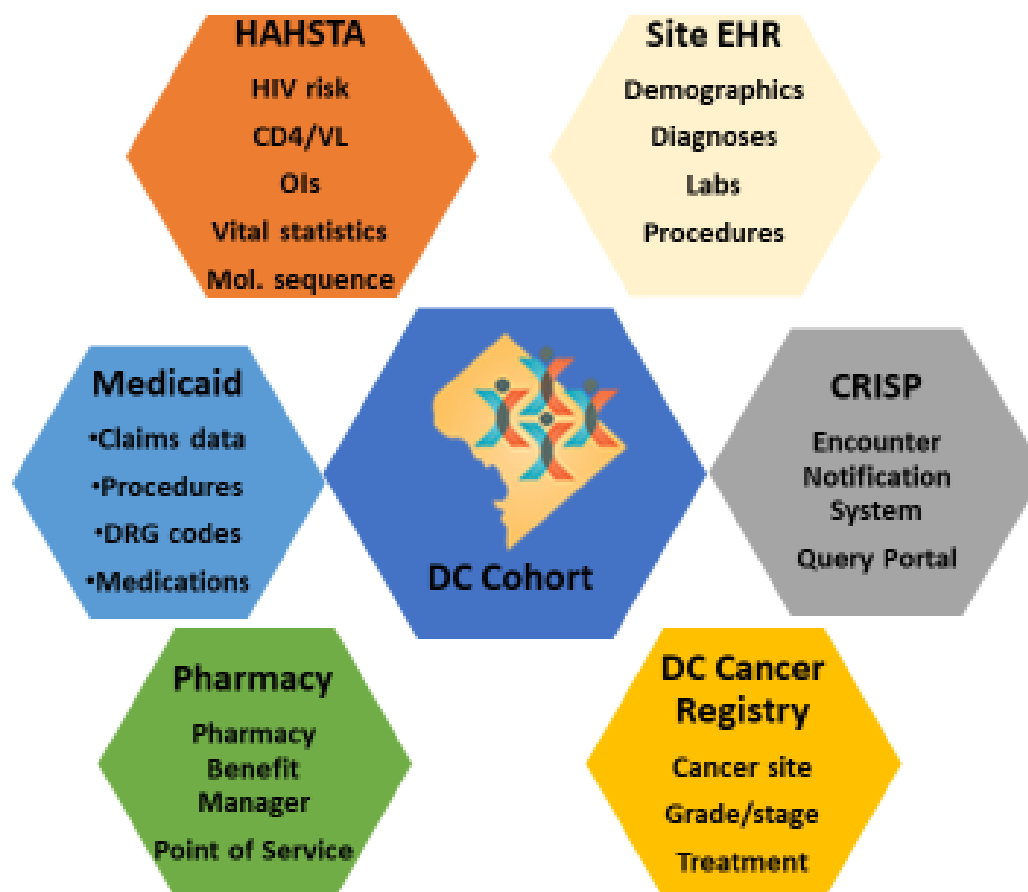 HAHSTA
HIV risk
CD4/VL
OIs
Vital statistics
Mol. sequence
Site EHR
Demographics
Diagnoses
Labs
Procedures
Medicaid
•Claims data
•Procedures
•DRG codes
•Medications
DC Cohort
CRISP
Encounter
Notification
System
Query Portal
Pharmacy
Pharmacy
Benefit
Manager
Point of Service
DC Cancer
Registry
Cancer site
Grade/stage
Treatment